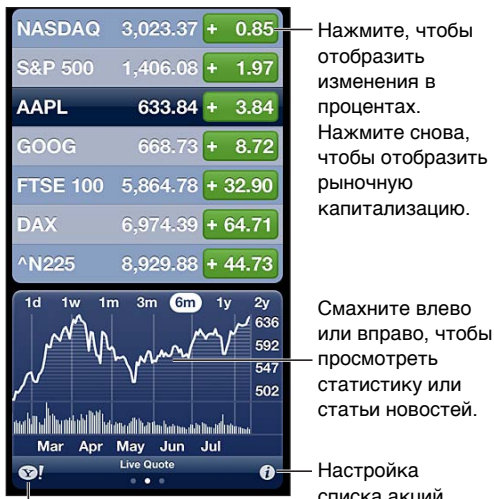 NASDAQ 3,023.37 + 0.85
S&P 500 1,406.08 + 1.97
AAPL 633.84 + 3.84
GOOG 668.73 + 8.72
FTSE 100 5,864.78 + 32.90
DAX 6,974.39 + 64.71
^N225 8,929.88 + 44.73
1d 1w 1m 3m 6m 1y 2y
636
592
547
502
Mar Apr May Jun Jul
Live Quote
Y!
i
Нажмите, чтобы
отобразить
изменения в
процентах.
Нажмите снова,
чтобы отобразить
рыночную
капитализацию.
Смахните влево
или вправо, чтобы
просмотреть
статистику или
статьи новостей.
Настройка
списка акций